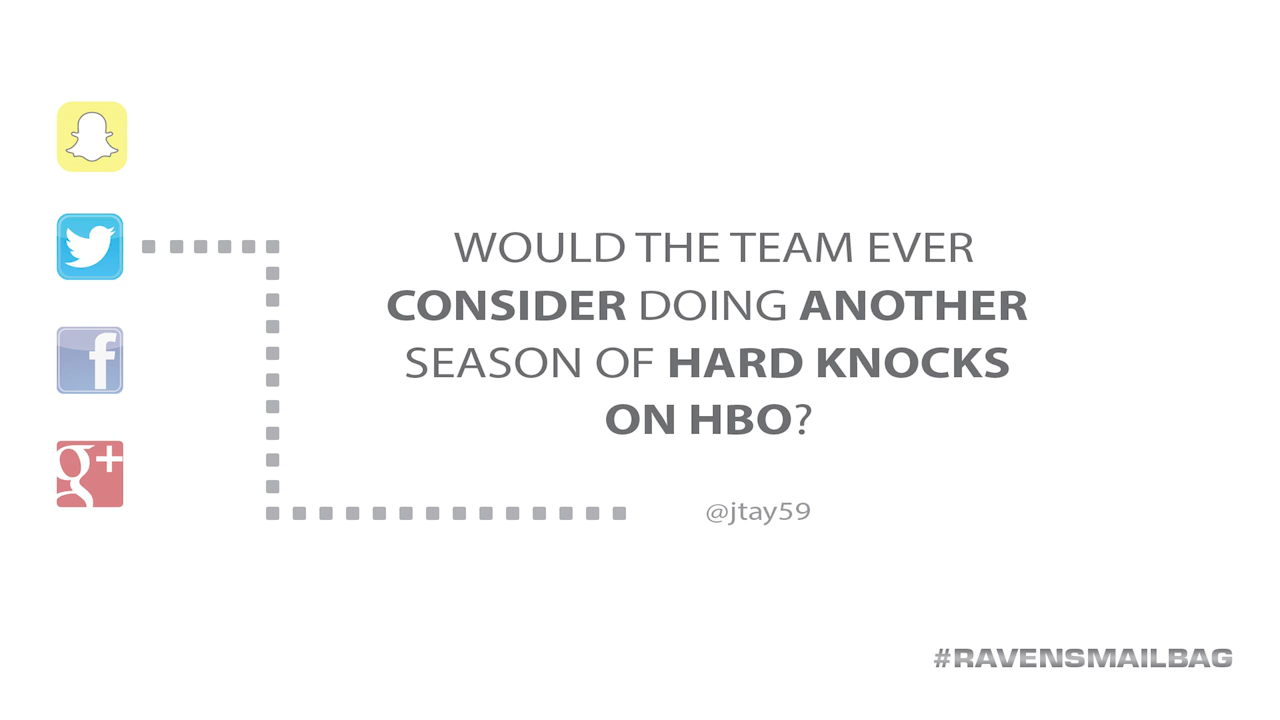 WOULD THE TEAM EVER
CONSIDER DOING ANOTHER
SEASON OF HARD KNOCKS
ON HBO?
@jtay59
f
g+
#RAVENSMAILBAG